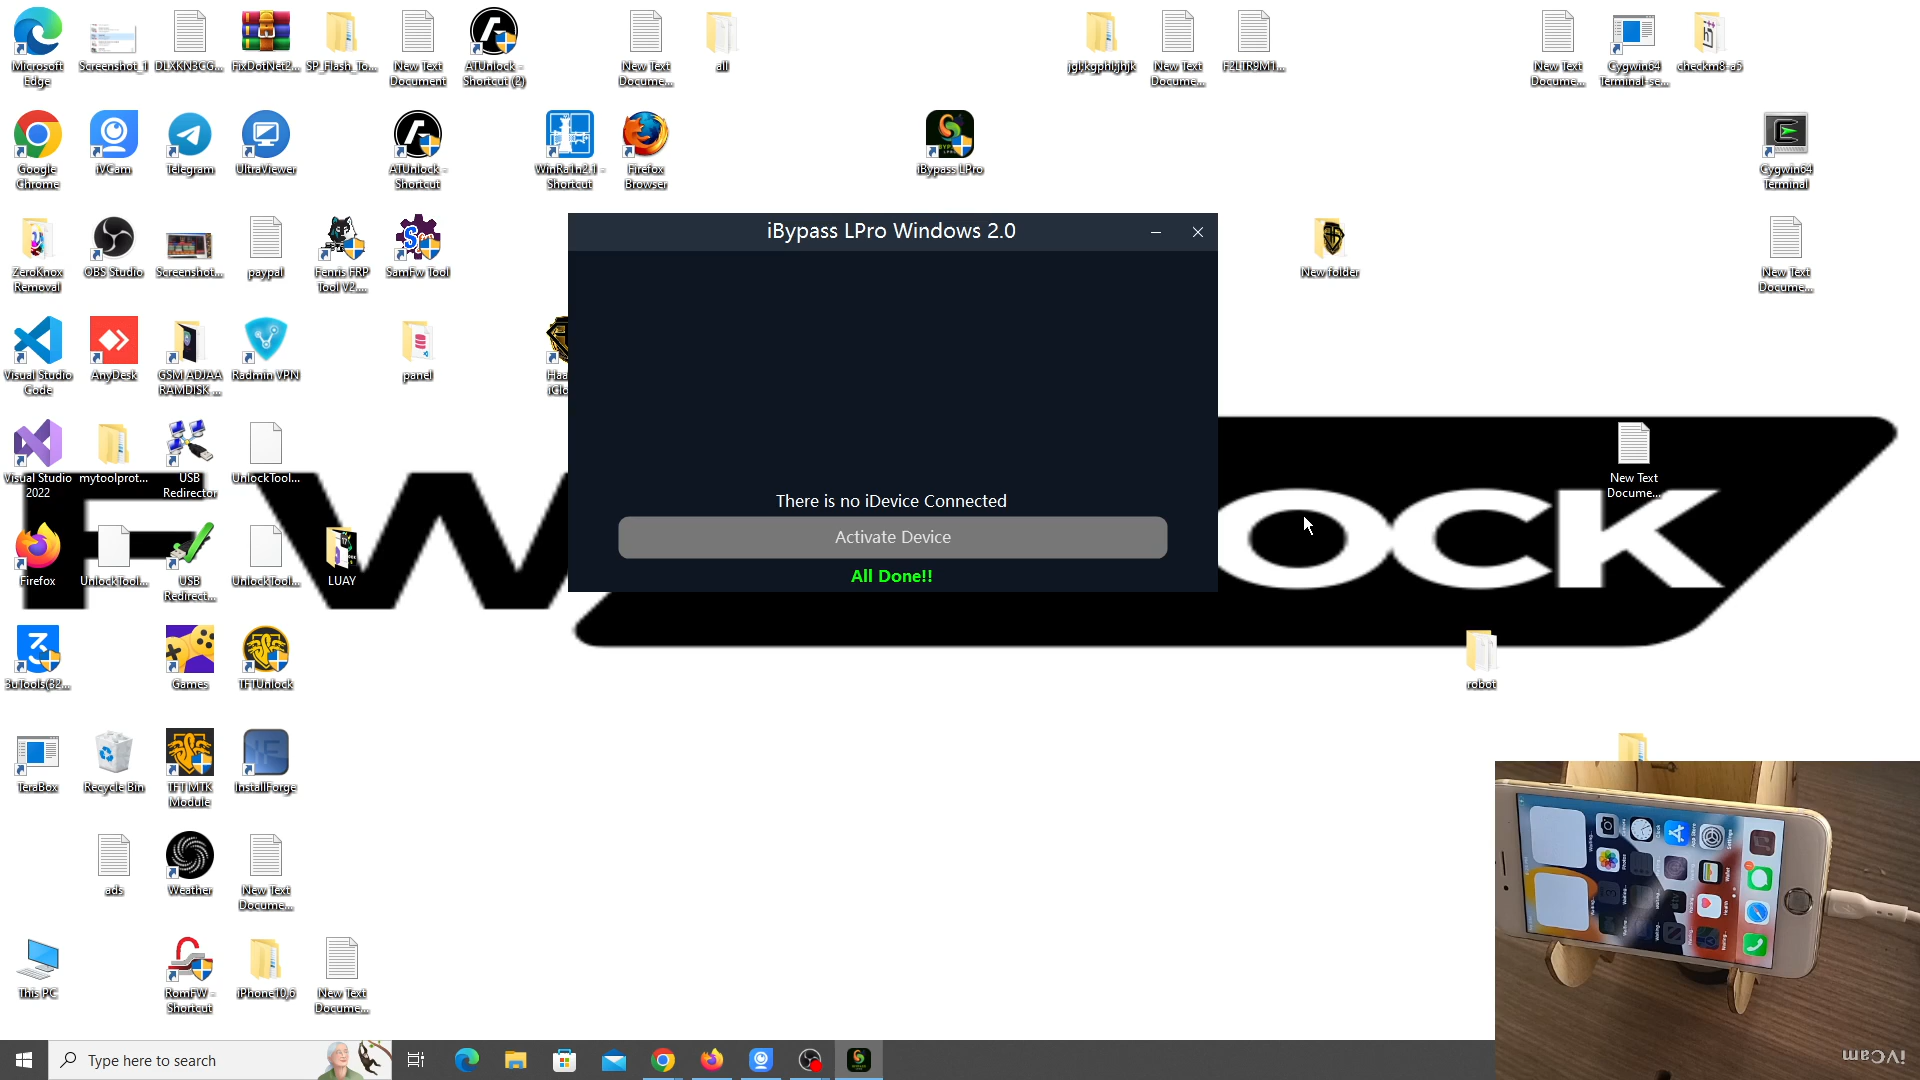 Microsoft
Edge
Screenshot_1
DLXKN3CG...
FixDotNet2...
SP_Flash_To...
New Text
Document
ATUnlock -
Shortcut (2)
New Text
Docume...
all
jgljkgphljhjk
New Text
Docume...
F2LTR9M1...
New Text
Docume...
Cygwin64
Terminal-se...
checkm8-a5
Google
Chrome
iVCam
Telegram
UltraViewer
ATUnlock -
Shortcut
WinRa1n2.1 -
Shortcut
Firefox
Browser
iBypass LPro
Cygwin64
Terminal
ZeroKnox
Removal
OBS Studio
Screenshot...
paypal
Fenris FRP
Tool V2....
SamFw Tool
iBypass LPro Windows 2.0
New folder
New Text
Docume...
Visual Studio
Code
AnyDesk
GSM ADJAA
RAMDISK ...
Radmin VPN
panel
Haa
iClo
Visual Studio
2022
mytoolprot...
USB
Redirector
UnlockTool...
There is no iDevice Connected
Activate Device
All Done!!
FW
OCK
New Text
Docume...
Firefox
UnlockTool...
USB
Redirect...
UnlockTool...
LUAY
3uTools(32...
Games
TFTUnlock
robot
TeraBox
Recycle Bin
TFT MTK
Module
InstallForge
ads
Weather
New Text
Docume...
This PC
RomFW -
Shortcut
iPhone10,6
New Text
Docume...
Type here to search
iVCam